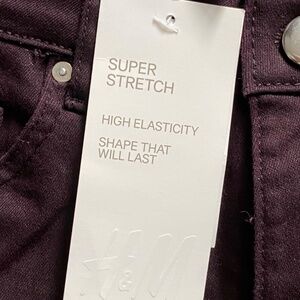 SUPER
STRETCH
HIGH ELASTICITY
SHAPE THAT
WILL LAST
H&M